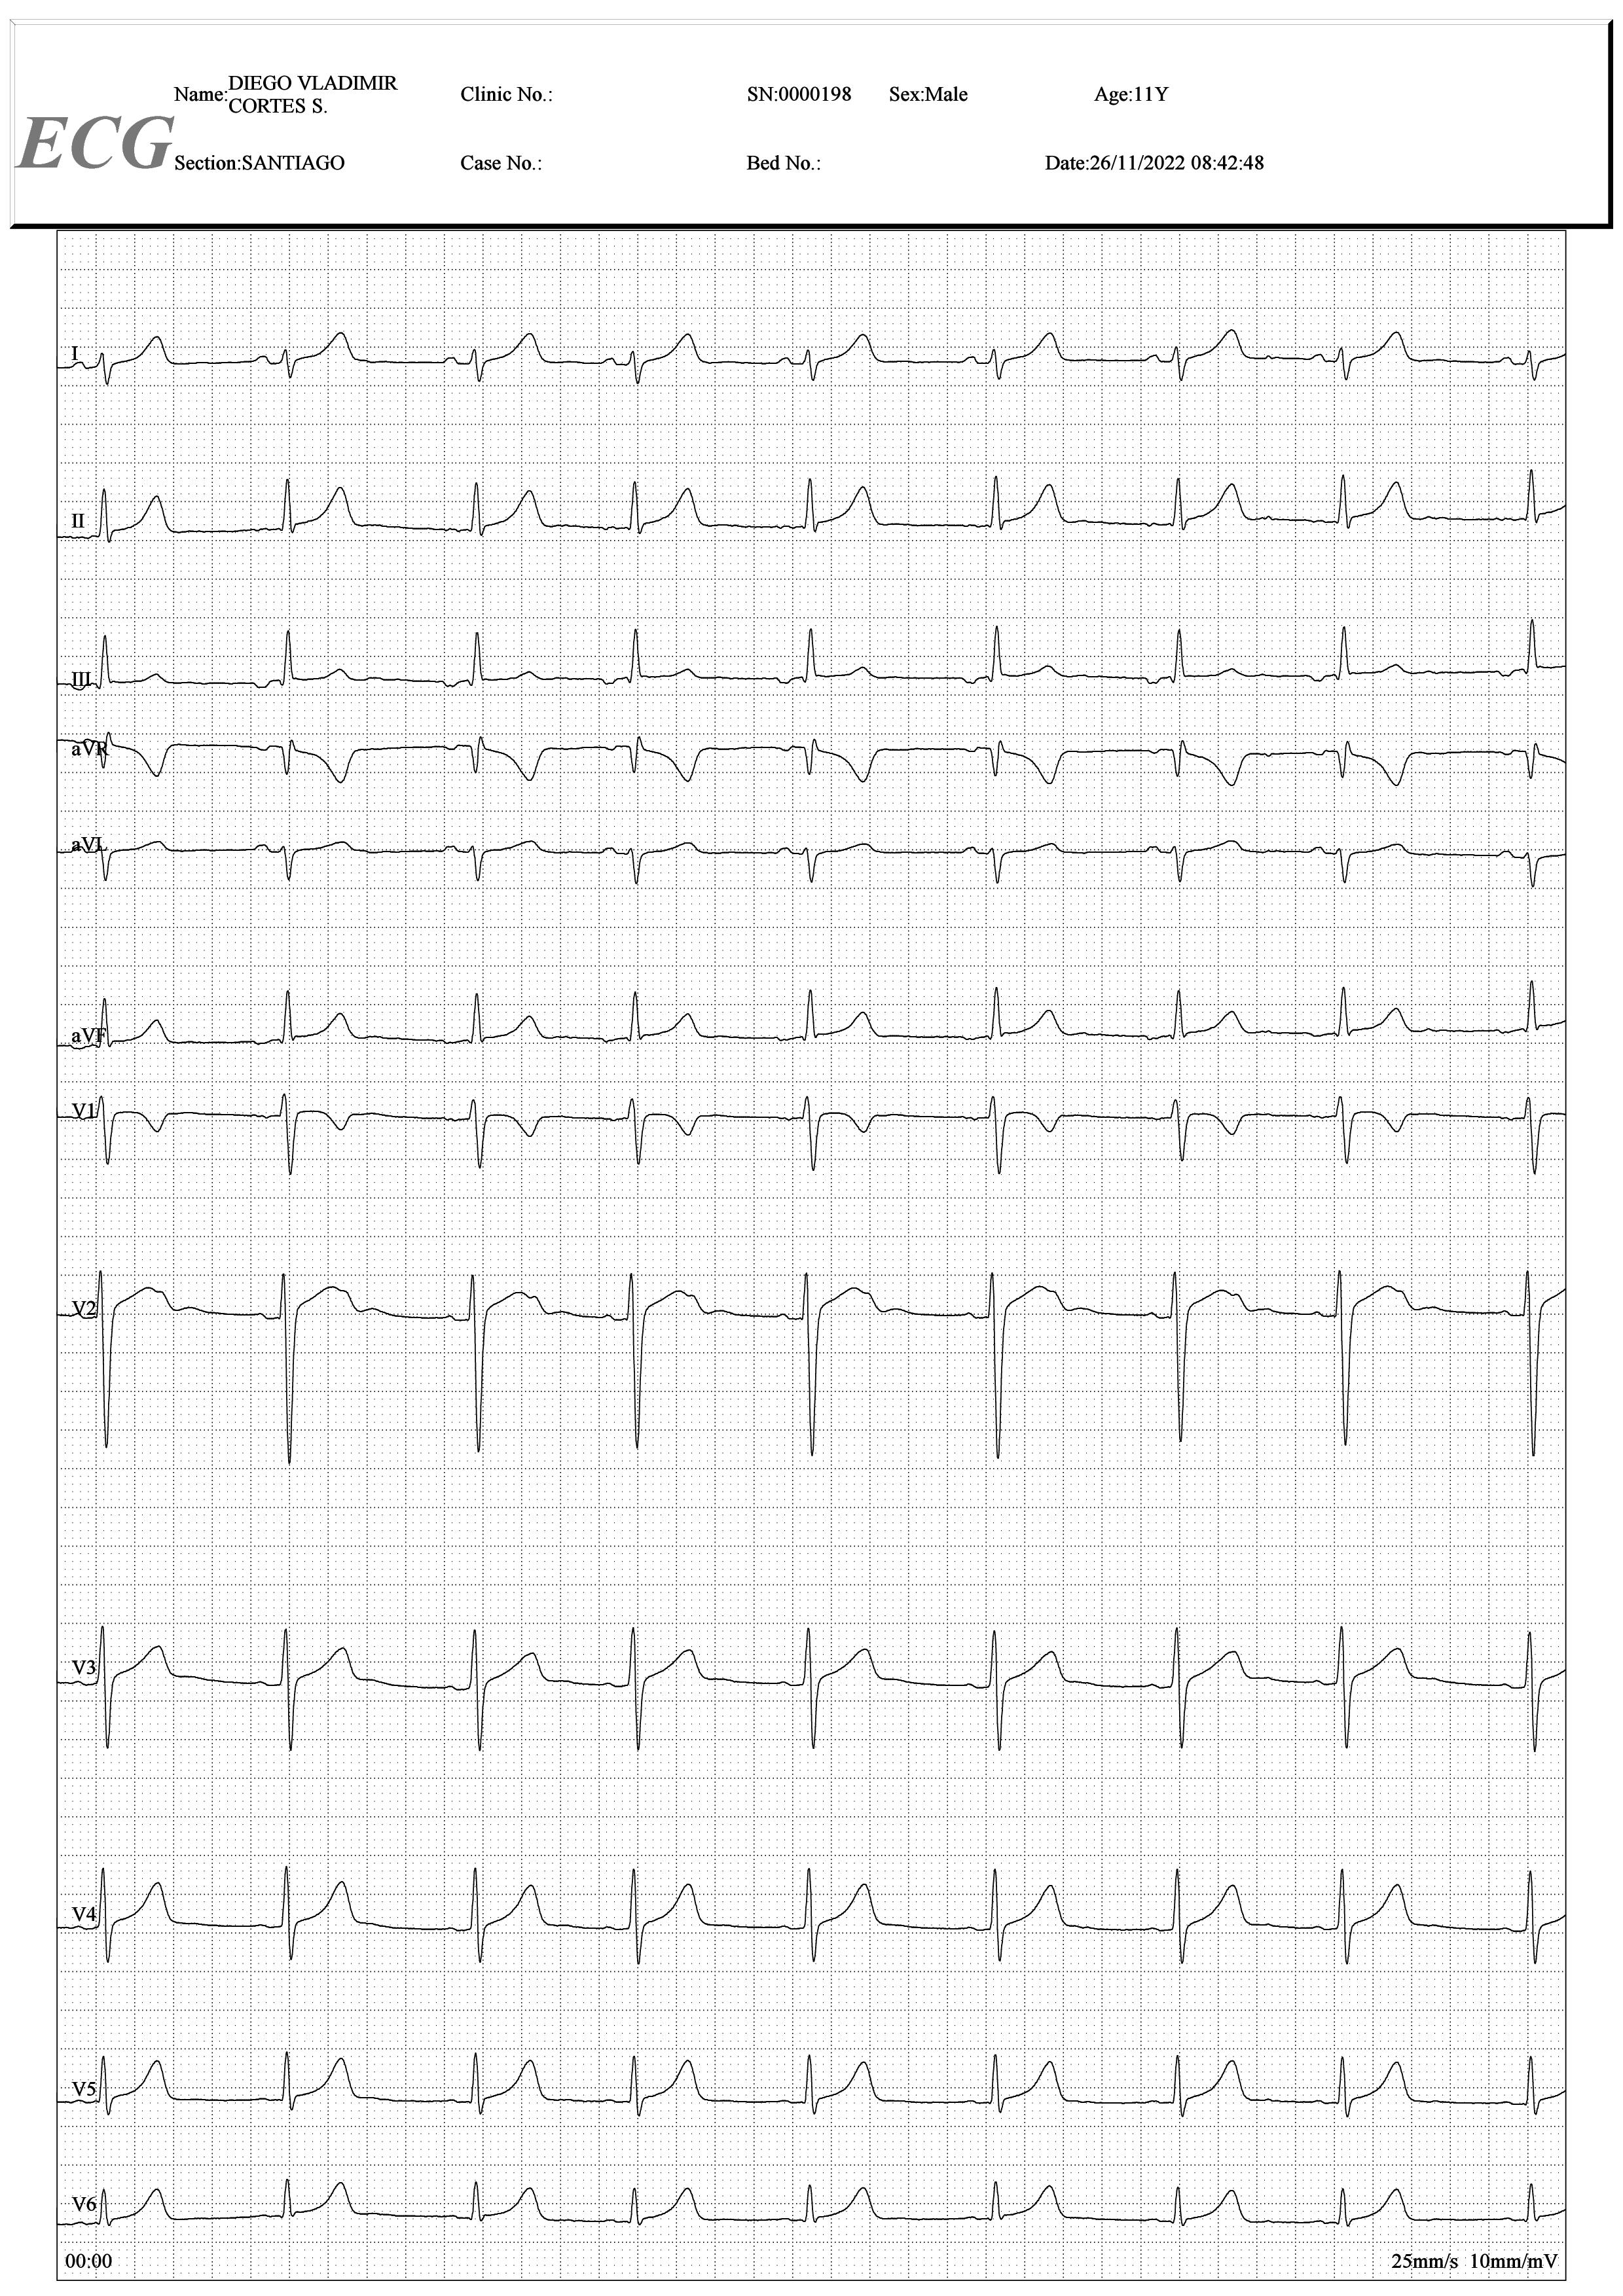 ECG
Name:DIEGO VLADIMIR CORTES S.
Clinic No.:
SN:0000198
Sex:Male
Age:11Y
Section:SANTIAGO
Case No.:
Bed No.:
Date:26/11/2022 08:42:48
I
II
III
aVR
aVL
aVF
V1
V2
V3
V4
V5
V6
00:00
25mm/s 10mm/mV